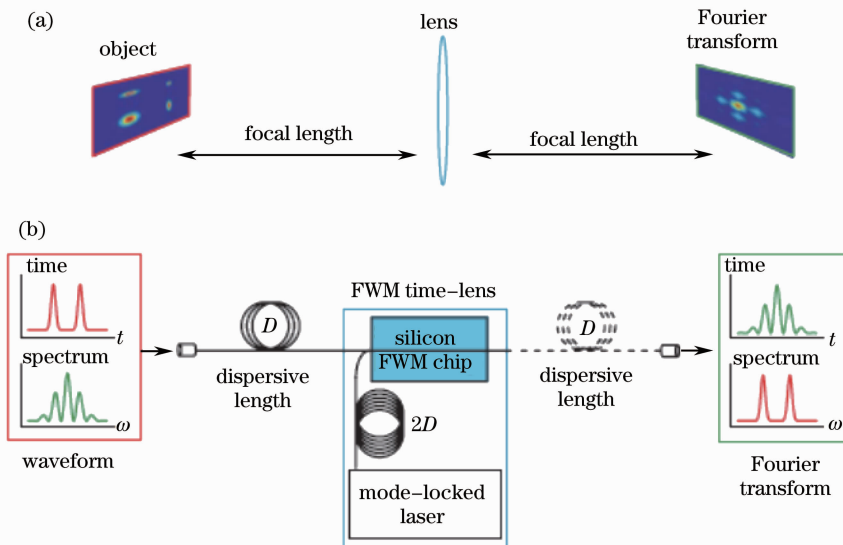 (a)
object
lens
Fourier
transform
focal length
focal length
(b)
time
t
spectrum
ω
waveform
D
dispersive
length
FWM time-lens
silicon
FWM chip
2D
mode-locked
laser
D
dispersive
length
time
t
spectrum
ω
Fourier
transform